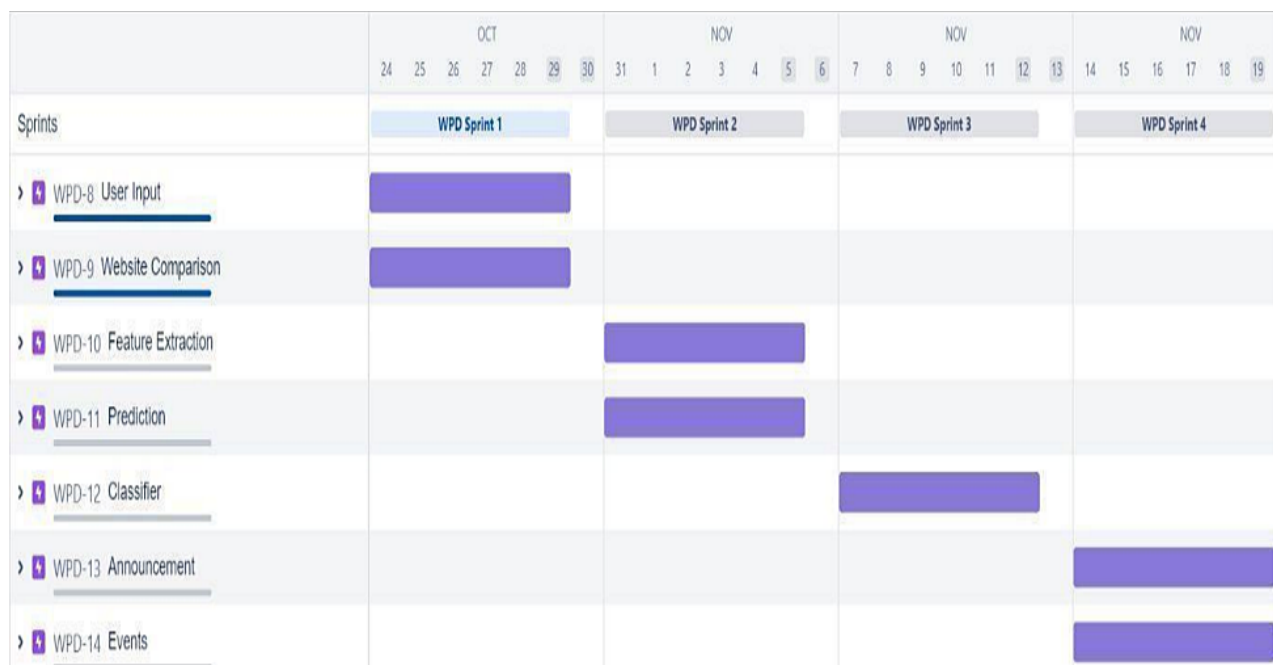 OCT NOV NOV NOV
24 25 26 27 28 29 30 31 1 2 3 4 5 6 7 8 9 10 11 12 13 14 15 16 17 18 19
Sprints WPD Sprint 1 WPD Sprint 2 WPD Sprint 3 WPD Sprint 4
WPD-8 User Input
WPD-9 Website Comparison
WPD-10 Feature Extraction
WPD-11 Prediction
WPD-12 Classifier
WPD-13 Announcement
WPD-14 Events